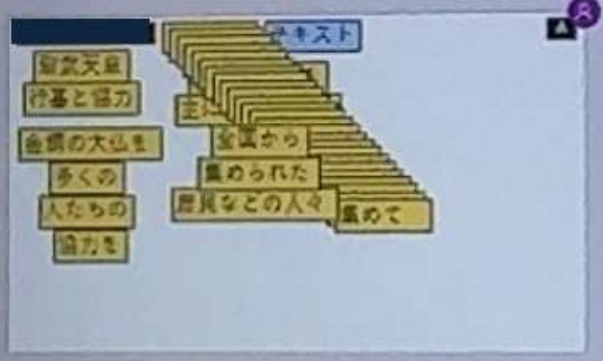 テキスト
聖武天皇
行基と協力
金銅の大仏を
多くの
人たちの
協力を
全国から
集められた
農民などの人々
集めて